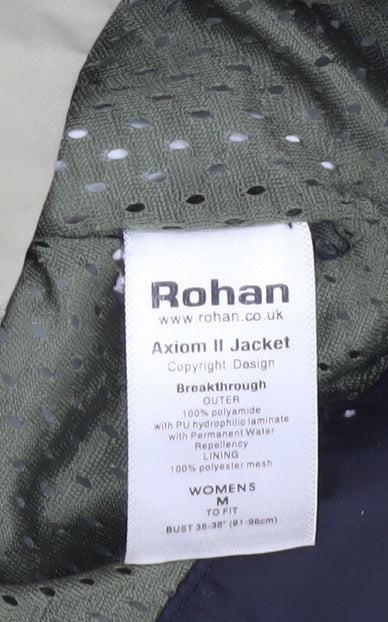 Rohan
www.rohan.co.uk
Axiom II Jacket
Copyright Design
Breakthrough
OUTER
100% polyamide
with PU hydrophilic laminate
with Permanent Water
Repellency
LINING
100% polyester mesh
WOMENS
M
TO FIT
BUST 36-38" (91-96cm)